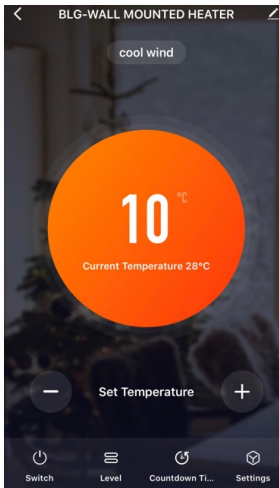 BLG-WALL MOUNTED HEATER
cool wind
10 °C
Current Temperature 28°C
Set Temperature
Switch Level Countdown Ti... Settings